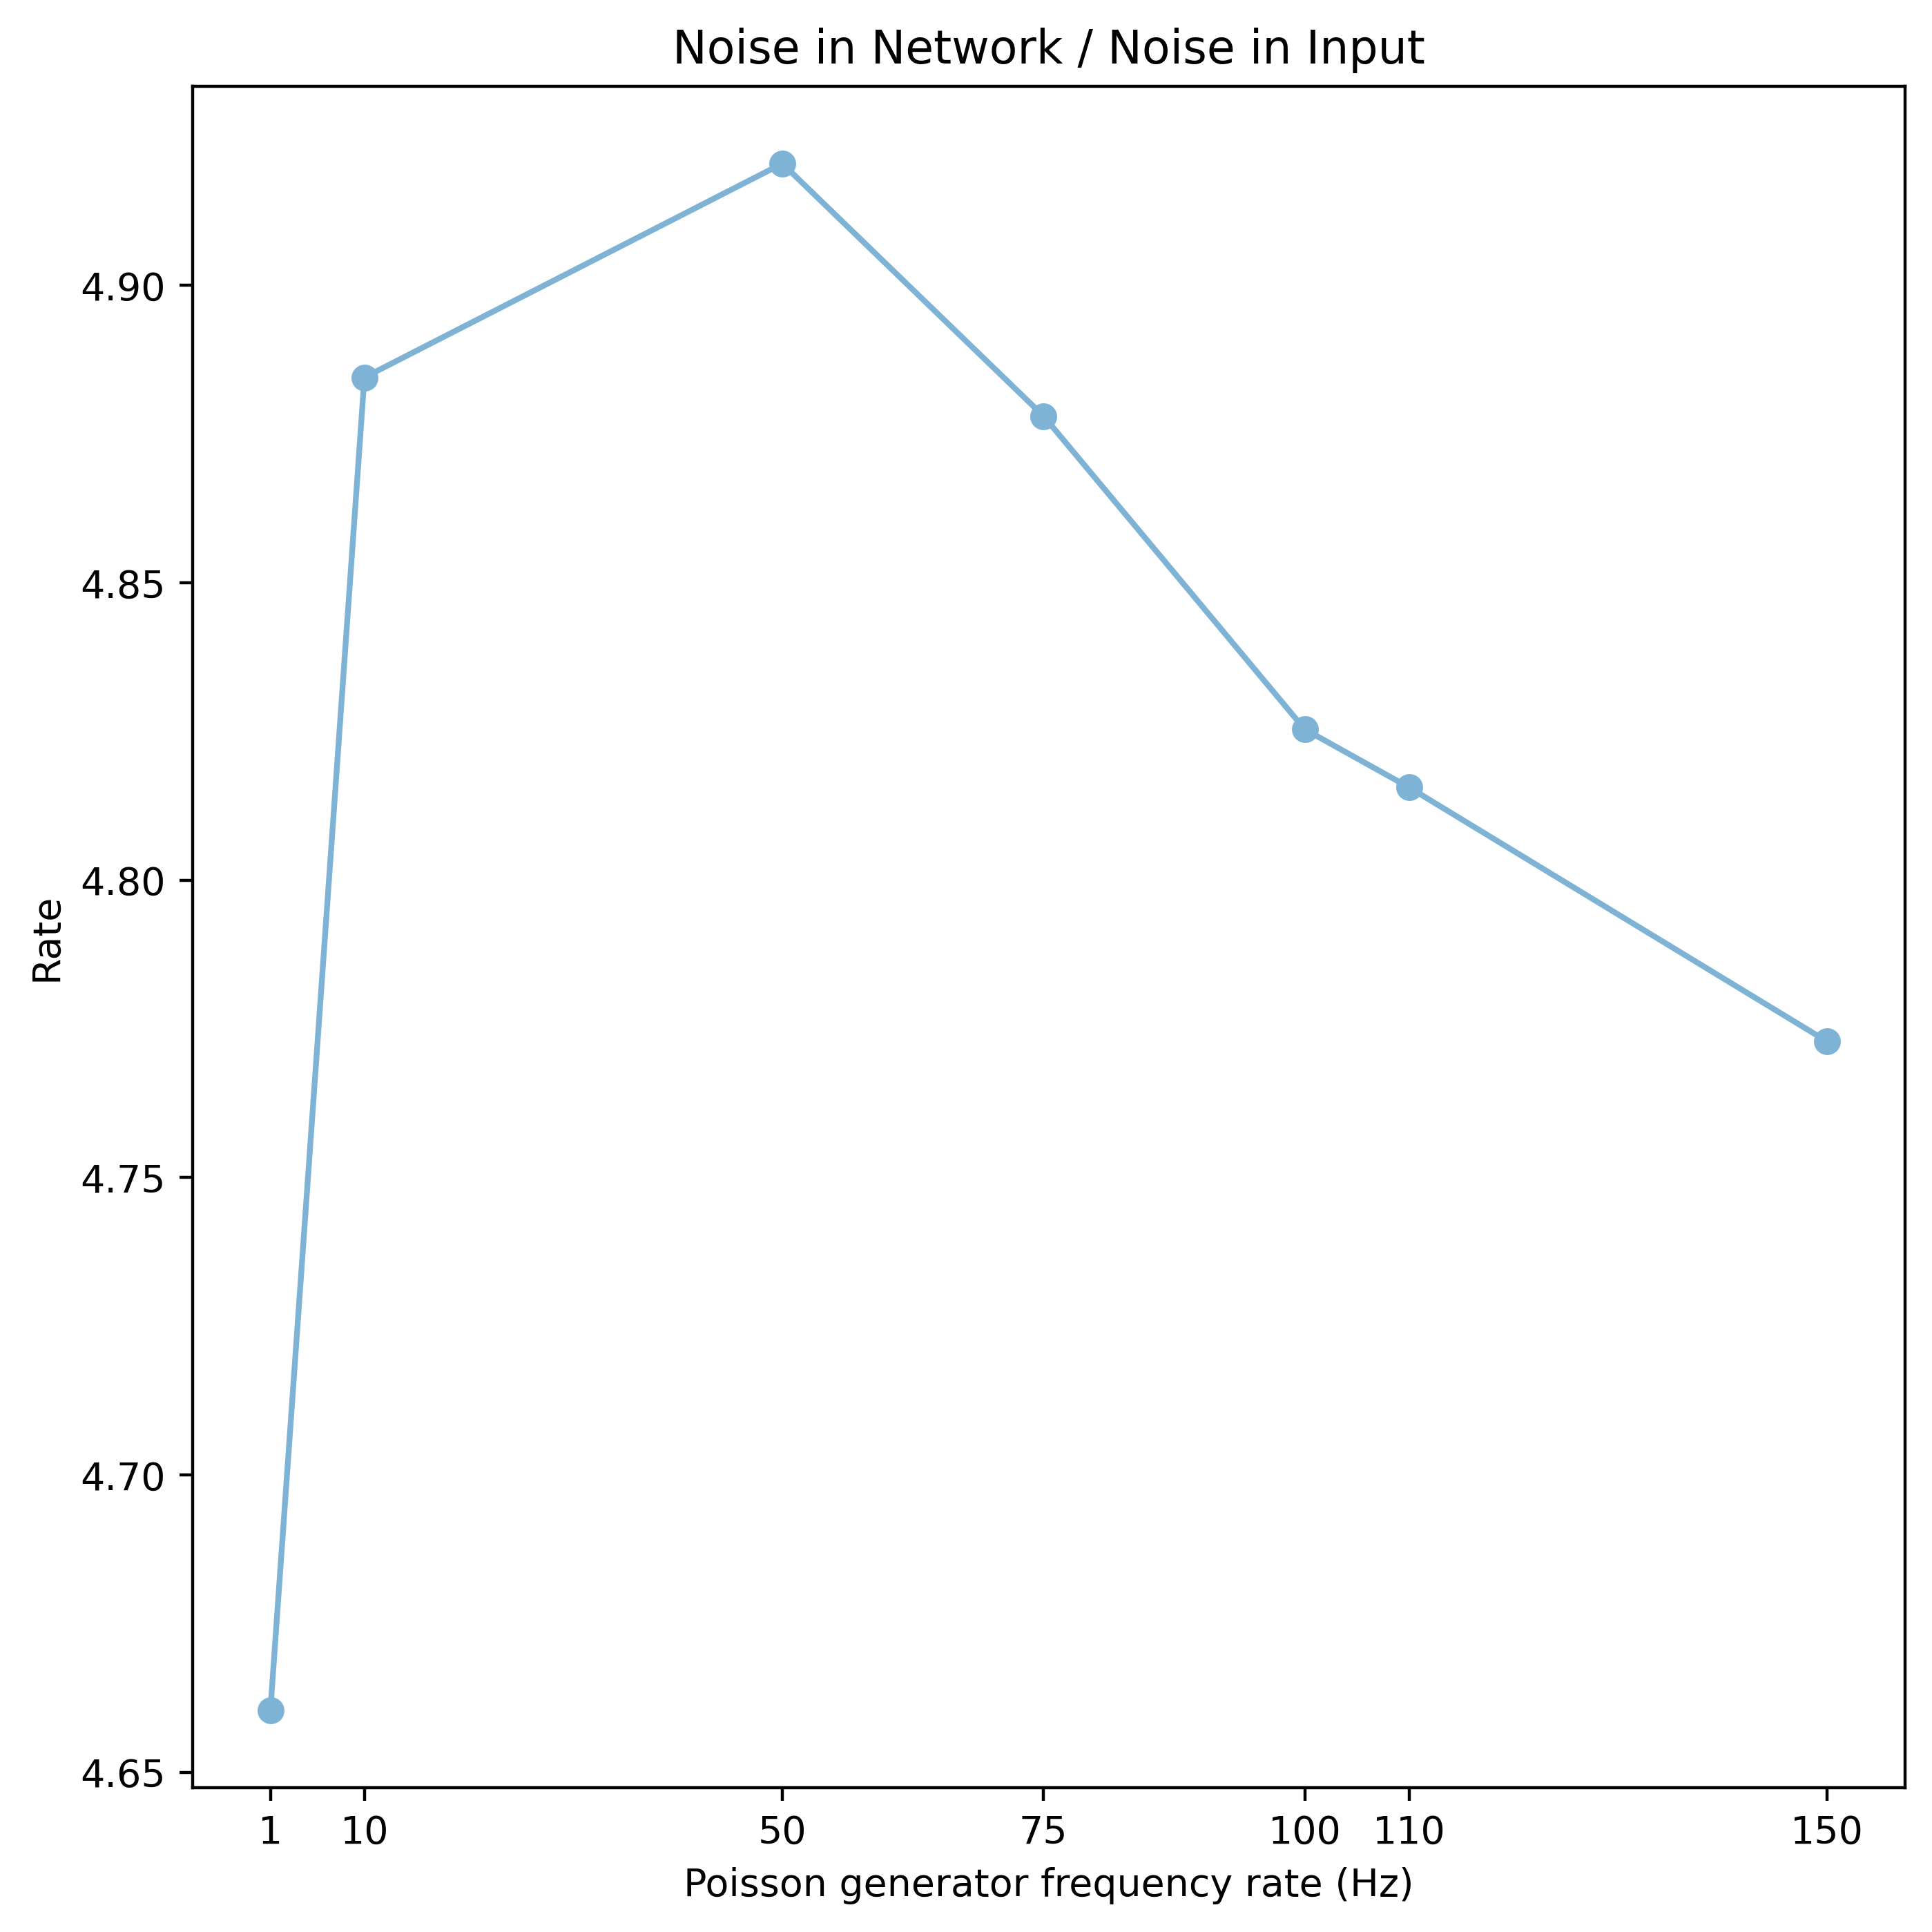 Noise in Network / Noise in Input
4.90
4.85
4.80
4.75
4.70
4.65
Rate
1 10 50 75 100 110 150
Poisson generator frequency rate (Hz)